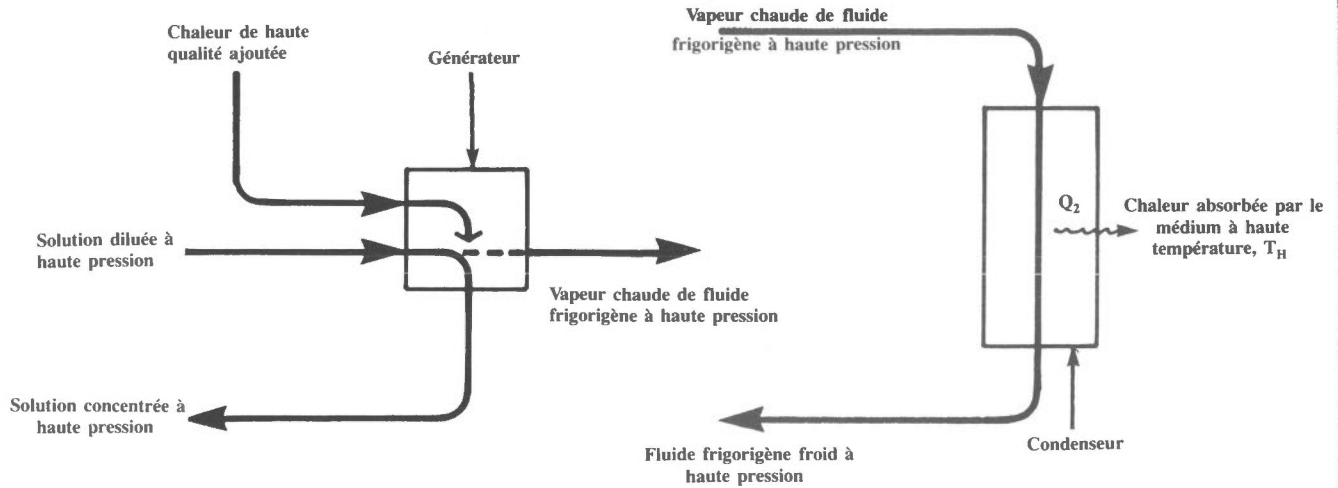 Chaleur de haute
qualité ajoutée
Générateur
Solution diluée à
haute pression
Vapeur chaude de fluide
frigorigène à haute pression
Solution concentrée à
haute pression
Vapeur chaude de fluide
frigorigène à haute pression
Q₂
Chaleur absorbée par le
médium à haute
température, T_H
Condenseur
Fluide frigorigène froid à
haute pression